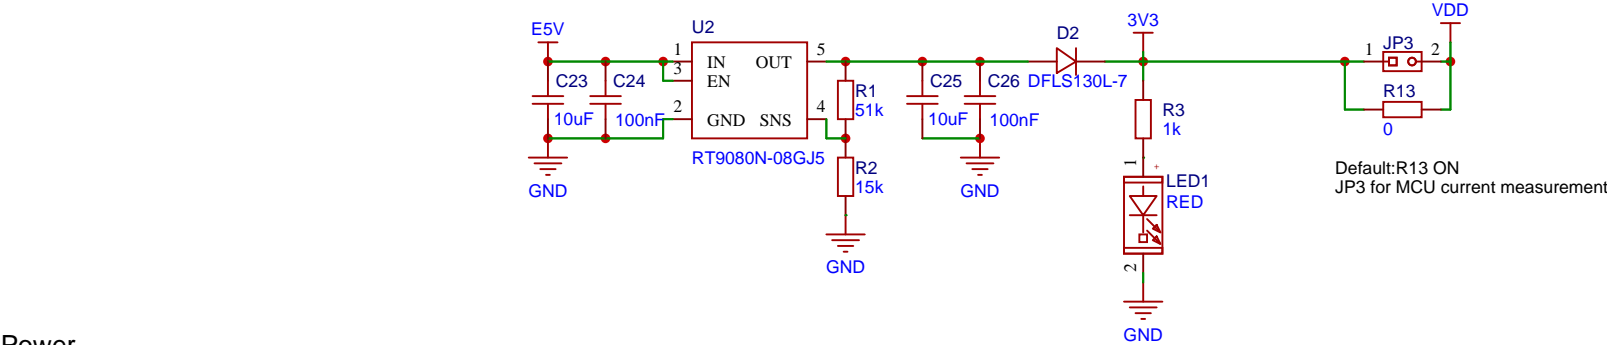 E5V
U2
D2
3V3
VDD
1
IN
OUT
5
3
EN
C23
C24
10uF
100nF
2
GND
SNS
4
RT9080N-08GJ5
GND
R1
51k
R2
15k
GND
C25
C26
10uF
100nF
GND
DFLS130L-7
R3
1k
1
+
LED1
RED
2
GND
1
JP3
2
R13
0
Default:R13 ON
JP3 for MCU current measurement
Power